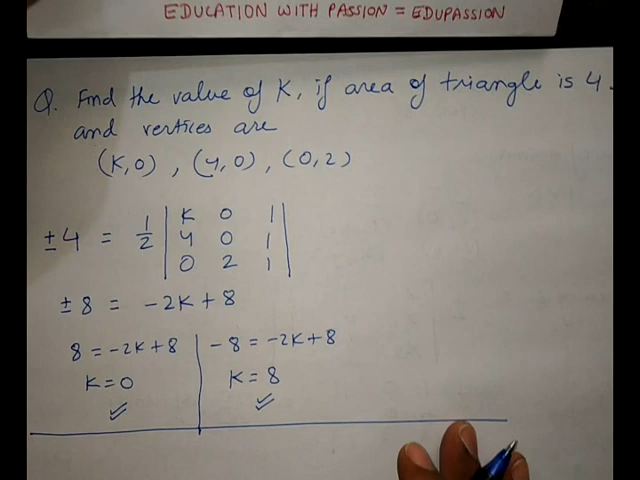 EDUCATION WITH PASSION = EDUPASSION
Q. Find the value of K, if area of triangle is 4.
and vertices are
(K,0) , (4,0) , (0,2)
±4 = 1/2 | K 0 1 |
| 4 0 1 |
| 0 2 1 |
±8 = -2K+8
8 = -2K+8 | -8 = -2K+8
K=0 | K=8